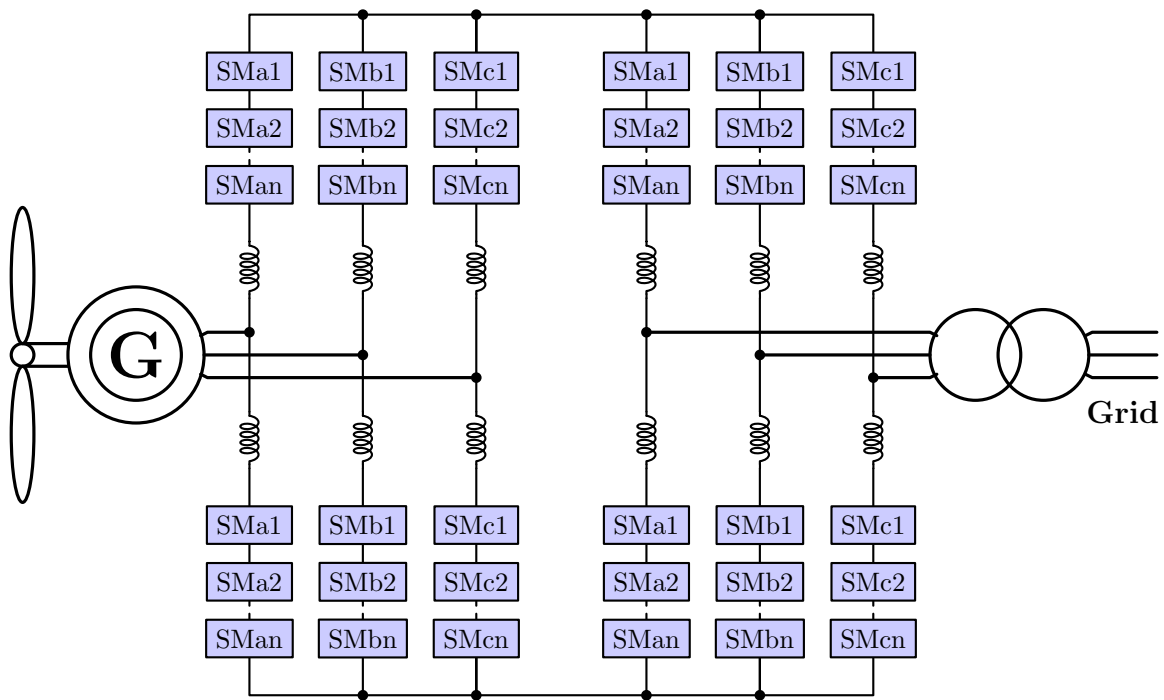 SMa1 SMb1 SMc1 SMa1 SMb1 SMc1
SMa2 SMb2 SMc2 SMa2 SMb2 SMc2
SMan SMbn SMcn SMan SMbn SMcn
G
Grid
SMa1 SMb1 SMc1 SMa1 SMb1 SMc1
SMa2 SMb2 SMc2 SMa2 SMb2 SMc2
SMan SMbn SMcn SMan SMbn SMcn